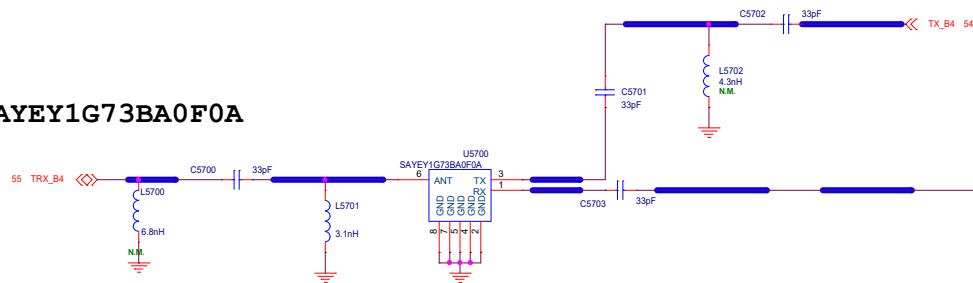 C5702
33pF
TX_B4 54
L5702
4.3nH
N.M.
C5701
33pF
AYEY1G73BA0F0A
U5700
SAYEY1G73BA0F0A
55 TRX_B4
C5700
33pF
6
ANT
TX
3
RX
1
GND
GND
GND
GND
GND
8
7
5
4
2
C5703
33pF
L5700
6.8nH
N.M.
L5701
3.1nH